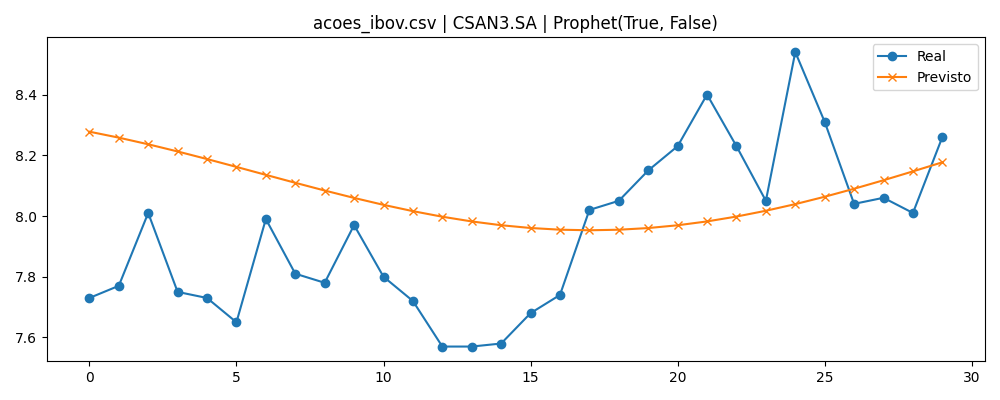 acoes_ibov.csv | CSAN3.SA | Prophet(True, False)
Real
Previsto
8.4
8.2
8.0
7.8
7.6
0 5 10 15 20 25 30